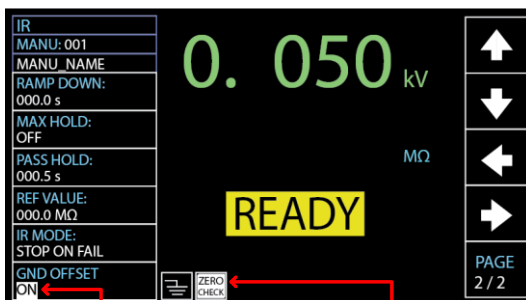 IR
MANU: 001
MANU_NAME
RAMP DOWN:
000.0 s
MAX HOLD:
OFF
PASS HOLD:
000.5 s
REF VALUE:
000.0 MΩ
IR MODE:
STOP ON FAIL
GND OFFSET
ON
0. 050 kV
MΩ
READY
ZERO
CHECK
PAGE
2 / 2